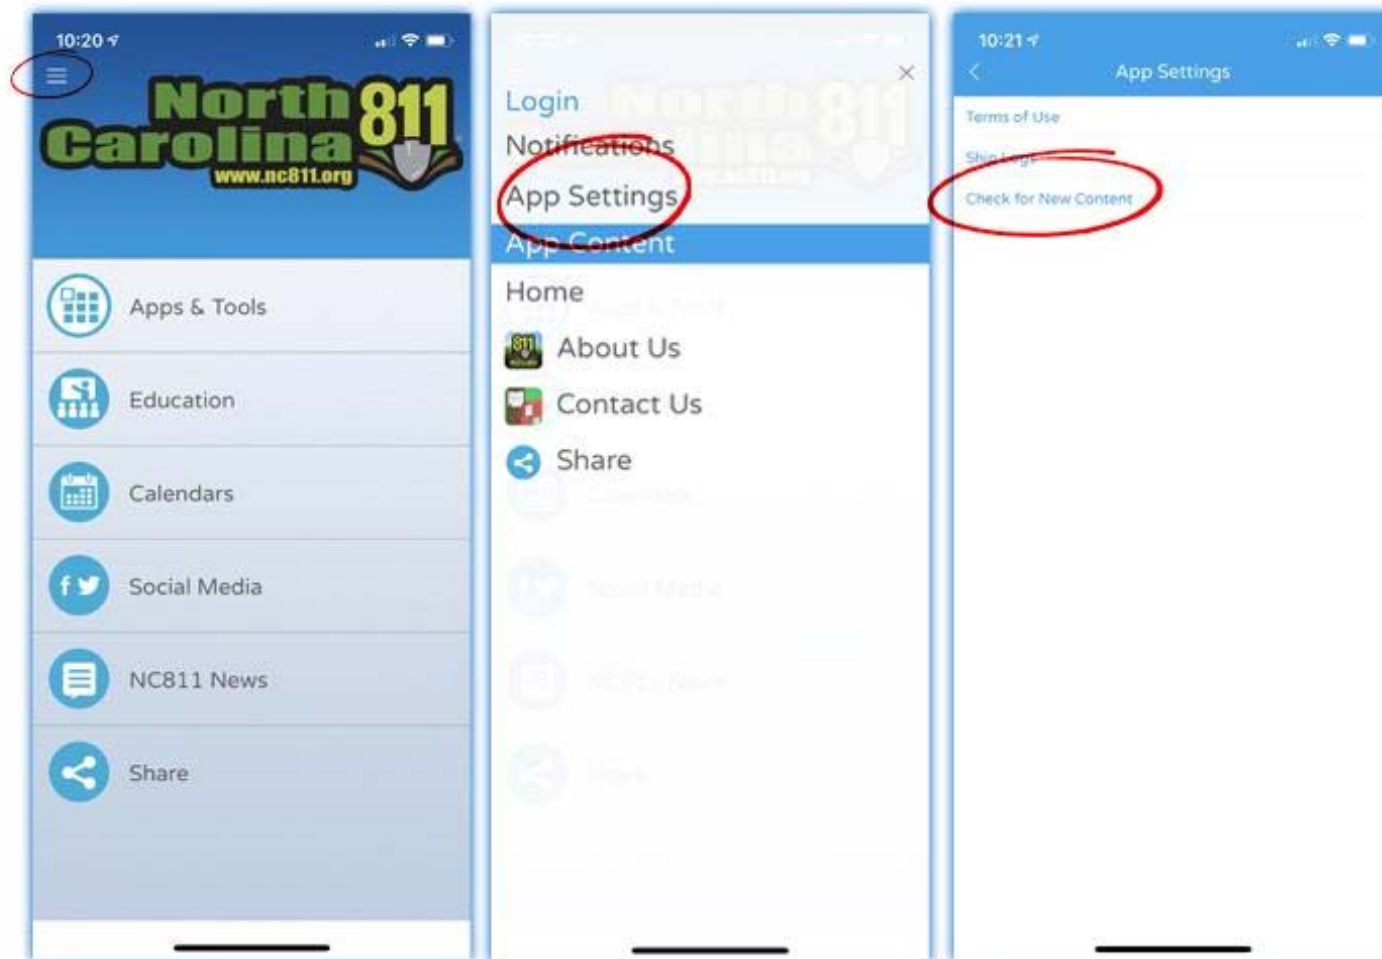 10:20
North
Carolina
811
www.nc811.org
Apps & Tools
Education
Calendars
Social Media
NC811 News
Share
Login
Notifications
App Settings
App Content
Home
About Us
Contact Us
Share
10:21
App Settings
Terms of Use
Ship Logs
Check for New Content